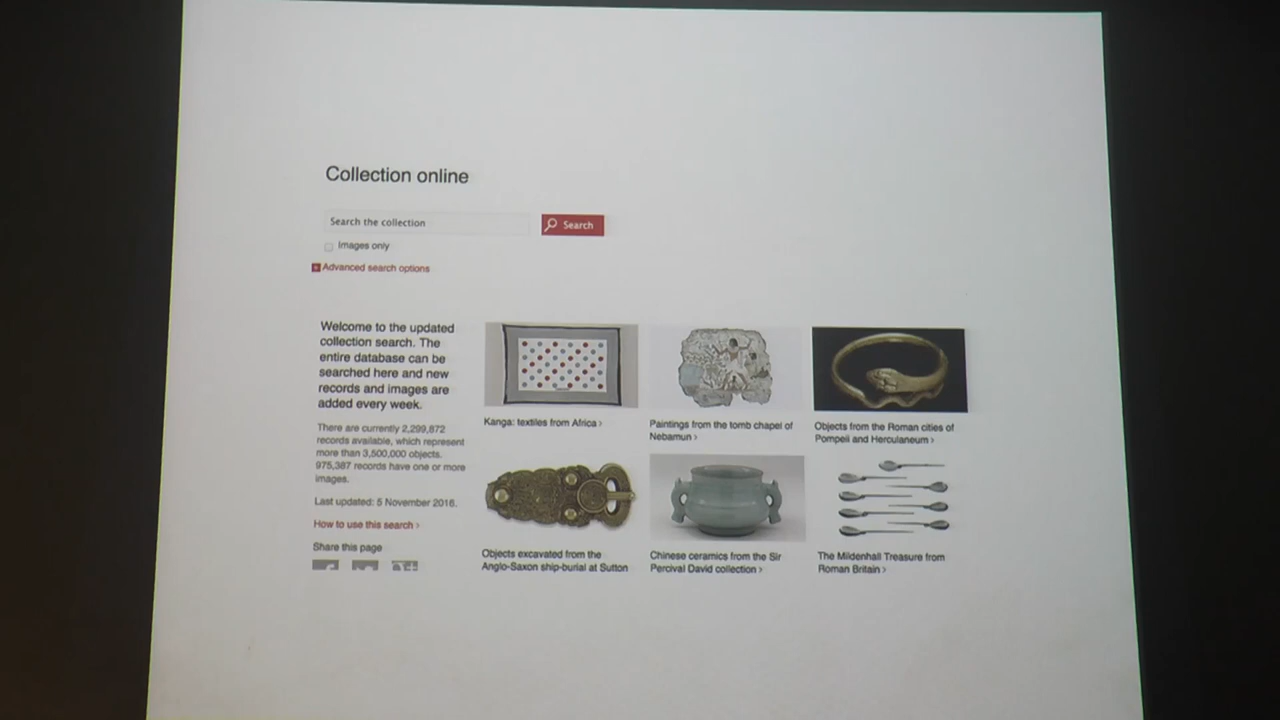 Collection online
Search the collection
Search
Images only
Advanced search options
Welcome to the updated
collection search. The
entire database can be
searched here and new
records and images are
added every week.
There are currently 2,299,872
records available, which represent
more than 3,500,000 objects.
975,387 records have one or more
images.
Last updated: 5 November 2016.
How to use this search ›
Share this page
Kanga: textiles from Africa ›
Paintings from the tomb chapel of
Nebamun ›
Objects from the Roman cities of
Pompeii and Herculaneum ›
Objects excavated from the
Anglo-Saxon ship-burial at Sutton
Chinese ceramics from the Sir
Percival David collection ›
The Mildenhall Treasure from
Roman Britain ›